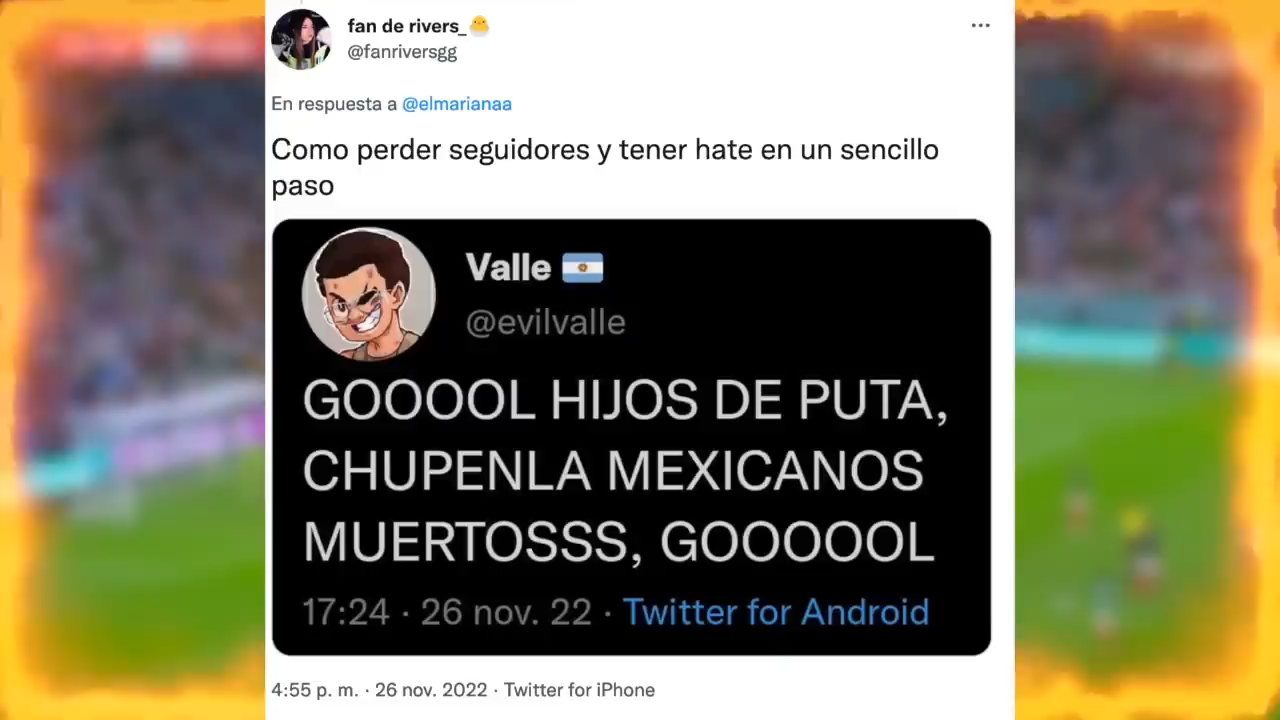 fan de rivers_🐣
@fanriversgg
En respuesta a @elmarianaa
Como perder seguidores y tener hate en un sencillo
paso
Valle 🇦🇷
@evilvalle
GOOOOL HIJOS DE PUTA,
CHUPENLA MEXICANOS
MUERTOSSS, GOOOOOL
17:24 · 26 nov. 22 · Twitter for Android
4:55 p. m. · 26 nov. 2022 · Twitter for iPhone